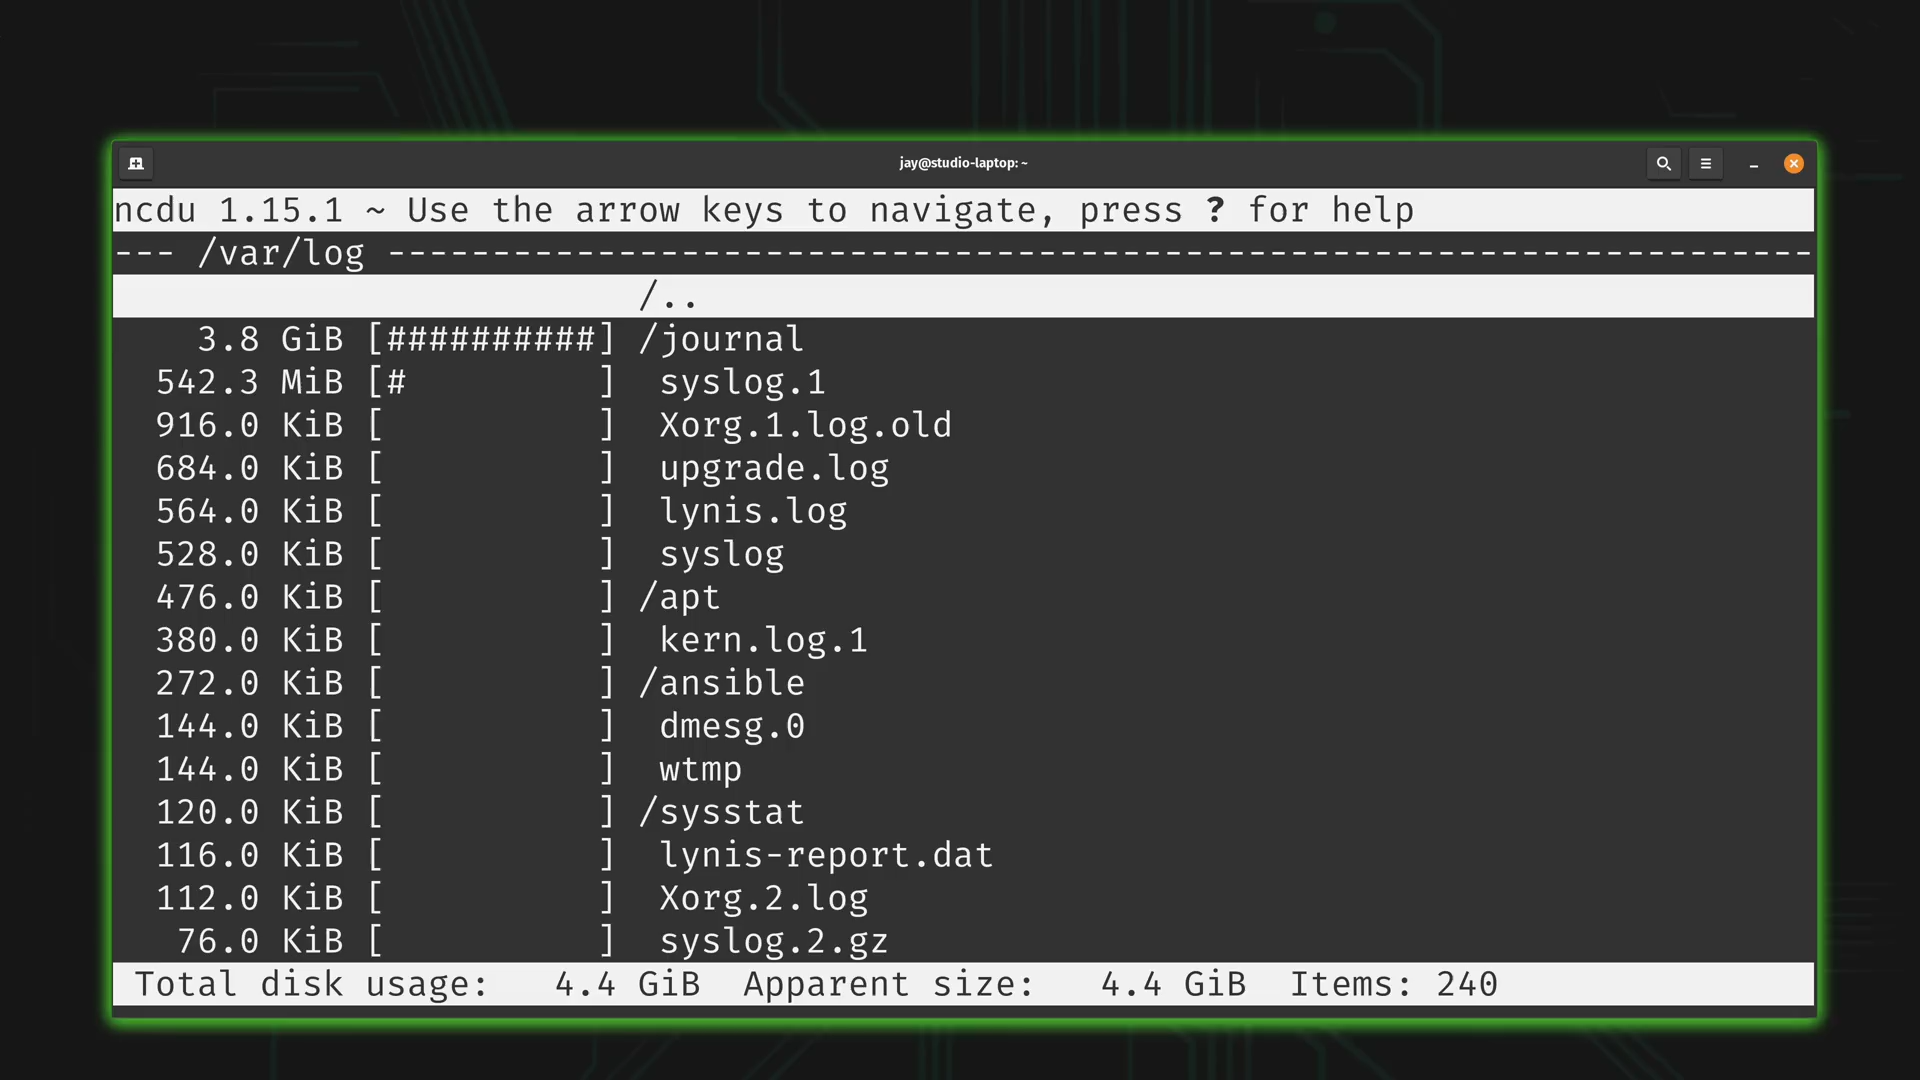 jay@studio-laptop: ~
ncdu 1.15.1 ~ Use the arrow keys to navigate, press ? for help
--- /var/log --------------------------------------------------------------------
/..
3.8 GiB [##########] /journal
542.3 MiB [#         ]  syslog.1
916.0 KiB [          ]  Xorg.1.log.old
684.0 KiB [          ]  upgrade.log
564.0 KiB [          ]  lynis.log
528.0 KiB [          ]  syslog
476.0 KiB [          ] /apt
380.0 KiB [          ]  kern.log.1
272.0 KiB [          ] /ansible
144.0 KiB [          ]  dmesg.0
144.0 KiB [          ]  wtmp
120.0 KiB [          ] /sysstat
116.0 KiB [          ]  lynis-report.dat
112.0 KiB [          ]  Xorg.2.log
76.0 KiB [          ]  syslog.2.gz
Total disk usage:   4.4 GiB  Apparent size:   4.4 GiB  Items: 240